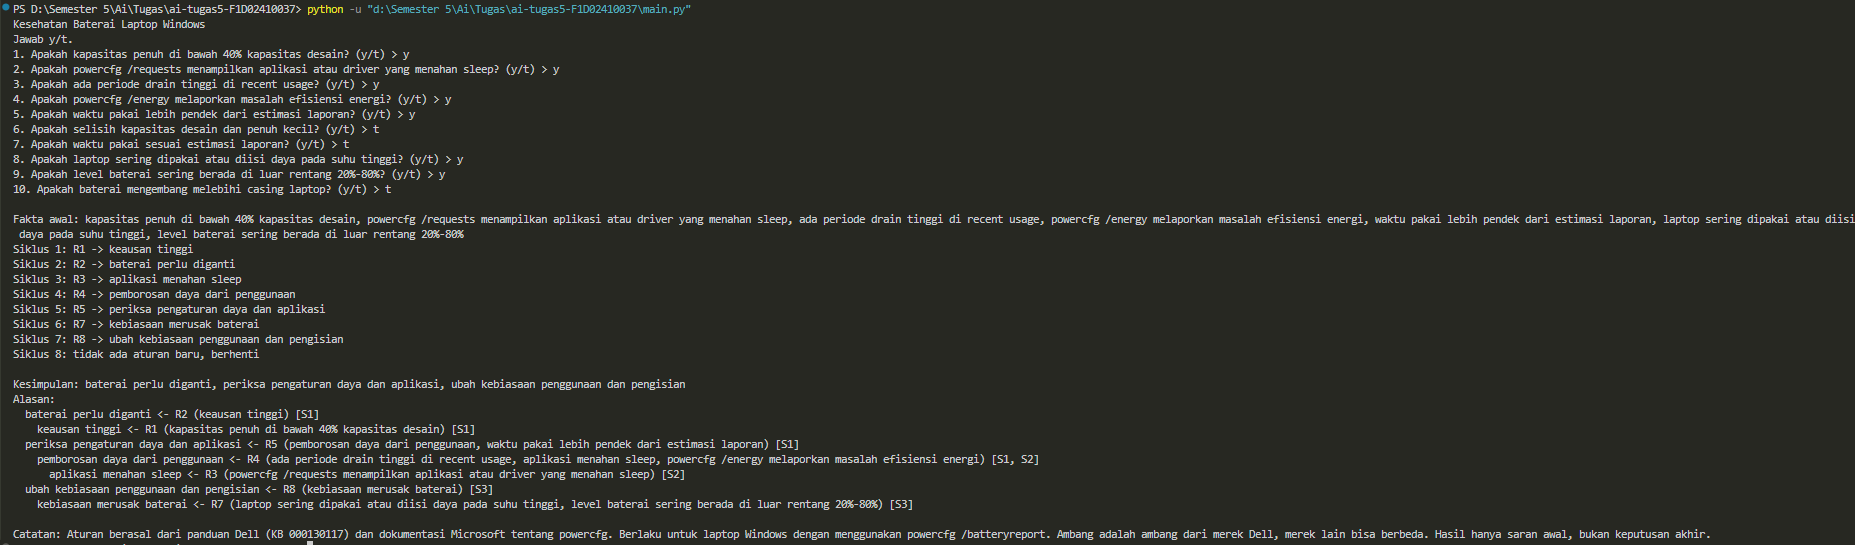 PS D:\Semester 5\Ai\Tugas\ai-tugas5-F1D02410037> python -u "d:\Semester 5\Ai\Tugas\ai-tugas5-F1D02410037\main.py"
Kesehatan Baterai Laptop Windows
Jawab y/t.
1. Apakah kapasitas penuh di bawah 40% kapasitas desain? (y/t) > y
2. Apakah powercfg /requests menampilkan aplikasi atau driver yang menahan sleep? (y/t) > y
3. Apakah ada periode drain tinggi di recent usage? (y/t) > y
4. Apakah powercfg /energy melaporkan masalah efisiensi energi? (y/t) > y
5. Apakah waktu pakai lebih pendek dari estimasi laporan? (y/t) > y
6. Apakah selisih kapasitas desain dan penuh kecil? (y/t) > t
7. Apakah waktu pakai sesuai estimasi laporan? (y/t) > t
8. Apakah laptop sering dipakai atau diisi daya pada suhu tinggi? (y/t) > y
9. Apakah level baterai sering berada di luar rentang 20%-80%? (y/t) > y
10. Apakah baterai mengembang melebihi casing laptop? (y/t) > t
Fakta awal: kapasitas penuh di bawah 40% kapasitas desain, powercfg /requests menampilkan aplikasi atau driver yang menahan sleep, ada periode drain tinggi di recent usage, powercfg /energy melaporkan masalah efisiensi energi, waktu pakai lebih pendek dari estimasi laporan, laptop sering dipakai atau diisi
daya pada suhu tinggi, level baterai sering berada di luar rentang 20%-80%
Siklus 1: R1 -> keausan tinggi
Siklus 2: R2 -> baterai perlu diganti
Siklus 3: R3 -> aplikasi menahan sleep
Siklus 4: R4 -> pemborosan daya dari penggunaan
Siklus 5: R5 -> periksa pengaturan daya dan aplikasi
Siklus 6: R7 -> kebiasaan merusak baterai
Siklus 7: R8 -> ubah kebiasaan penggunaan dan pengisian
Siklus 8: tidak ada aturan baru, berhenti
Kesimpulan: baterai perlu diganti, periksa pengaturan daya dan aplikasi, ubah kebiasaan penggunaan dan pengisian
Alasan:
baterai perlu diganti <- R2 (keausan tinggi) [S1]
keausan tinggi <- R1 (kapasitas penuh di bawah 40% kapasitas desain) [S1]
periksa pengaturan daya dan aplikasi <- R5 (pemborosan daya dari penggunaan, waktu pakai lebih pendek dari estimasi laporan) [S1]
pemborosan daya dari penggunaan <- R4 (ada periode drain tinggi di recent usage, aplikasi menahan sleep, powercfg /energy melaporkan masalah efisiensi energi) [S1, S2]
aplikasi menahan sleep <- R3 (powercfg /requests menampilkan aplikasi atau driver yang menahan sleep) [S2]
ubah kebiasaan penggunaan dan pengisian <- R8 (kebiasaan merusak baterai) [S3]
kebiasaan merusak baterai <- R7 (laptop sering dipakai atau diisi daya pada suhu tinggi, level baterai sering berada di luar rentang 20%-80%) [S3]
Catatan: Aturan berasal dari panduan Dell (KB 000130117) dan dokumentasi Microsoft tentang powercfg. Berlaku untuk laptop Windows dengan menggunakan powercfg /batteryreport. Ambang adalah ambang dari merek Dell, merek lain bisa berbeda. Hasil hanya saran awal, bukan keputusan akhir.